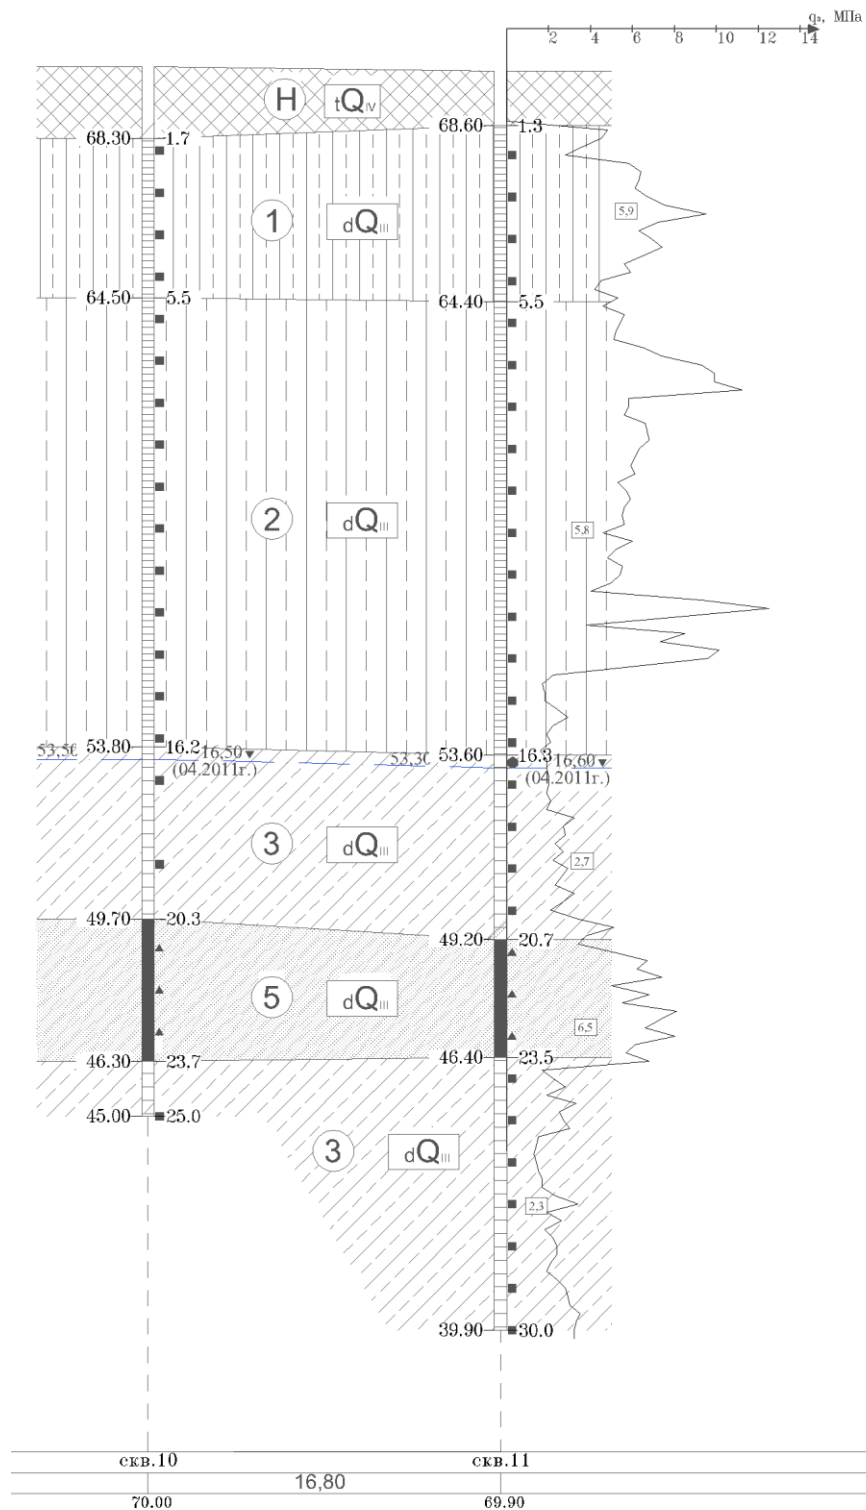 qз, МПа
2 4 6 8 10 12 14
H tQIV
68.30 1.7
68.60 1.3
1 dQIII
5,9
64.50 5.5
64.40 5.5
2 dQIII
5,8
53,50 53.80 16.2 16,50
(04.2011г.)
53,30 53.60 16.3 16,60
(04.2011г.)
3 dQIII
2,7
49.70 20.3
49.20 20.7
5 dQIII
6,5
46.30 23.7
46.40 23.5
45.00 25.0
3 dQIII
2,3
39.90 30.0
скв.10 скв.11
16,80
70.00 69.90